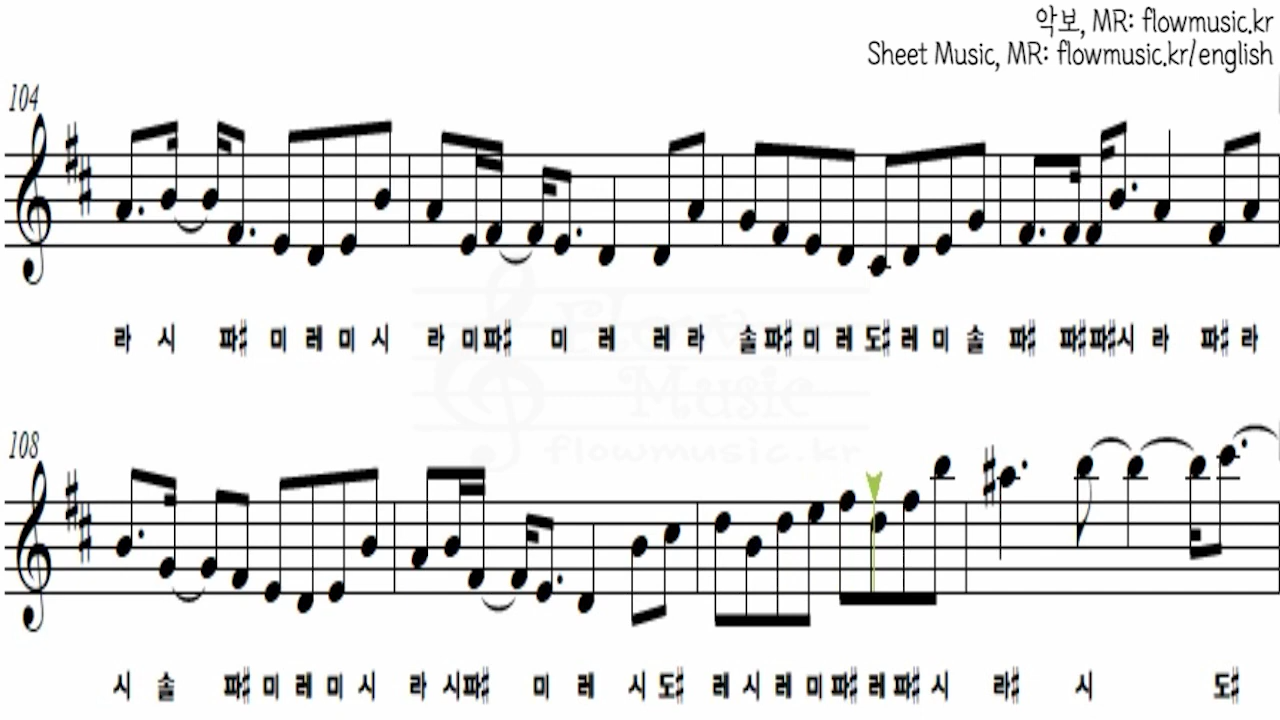 악보, MR: flowmusic.kr
Sheet Music, MR: flowmusic.kr/english
104
라 시 파# 미 레 미 시 라 미 파# 미 레 레 라 솔 파# 미 레 도# 레 미 솔 파# 파# 파# 시 라 파# 라
Flow
Music
flowmusic.kr
108
시 솔 파# 미 레 미 시 라 시 파# 미 레 시 도# 레 시 레 미 파# 레 파# 시 라# 시 도#